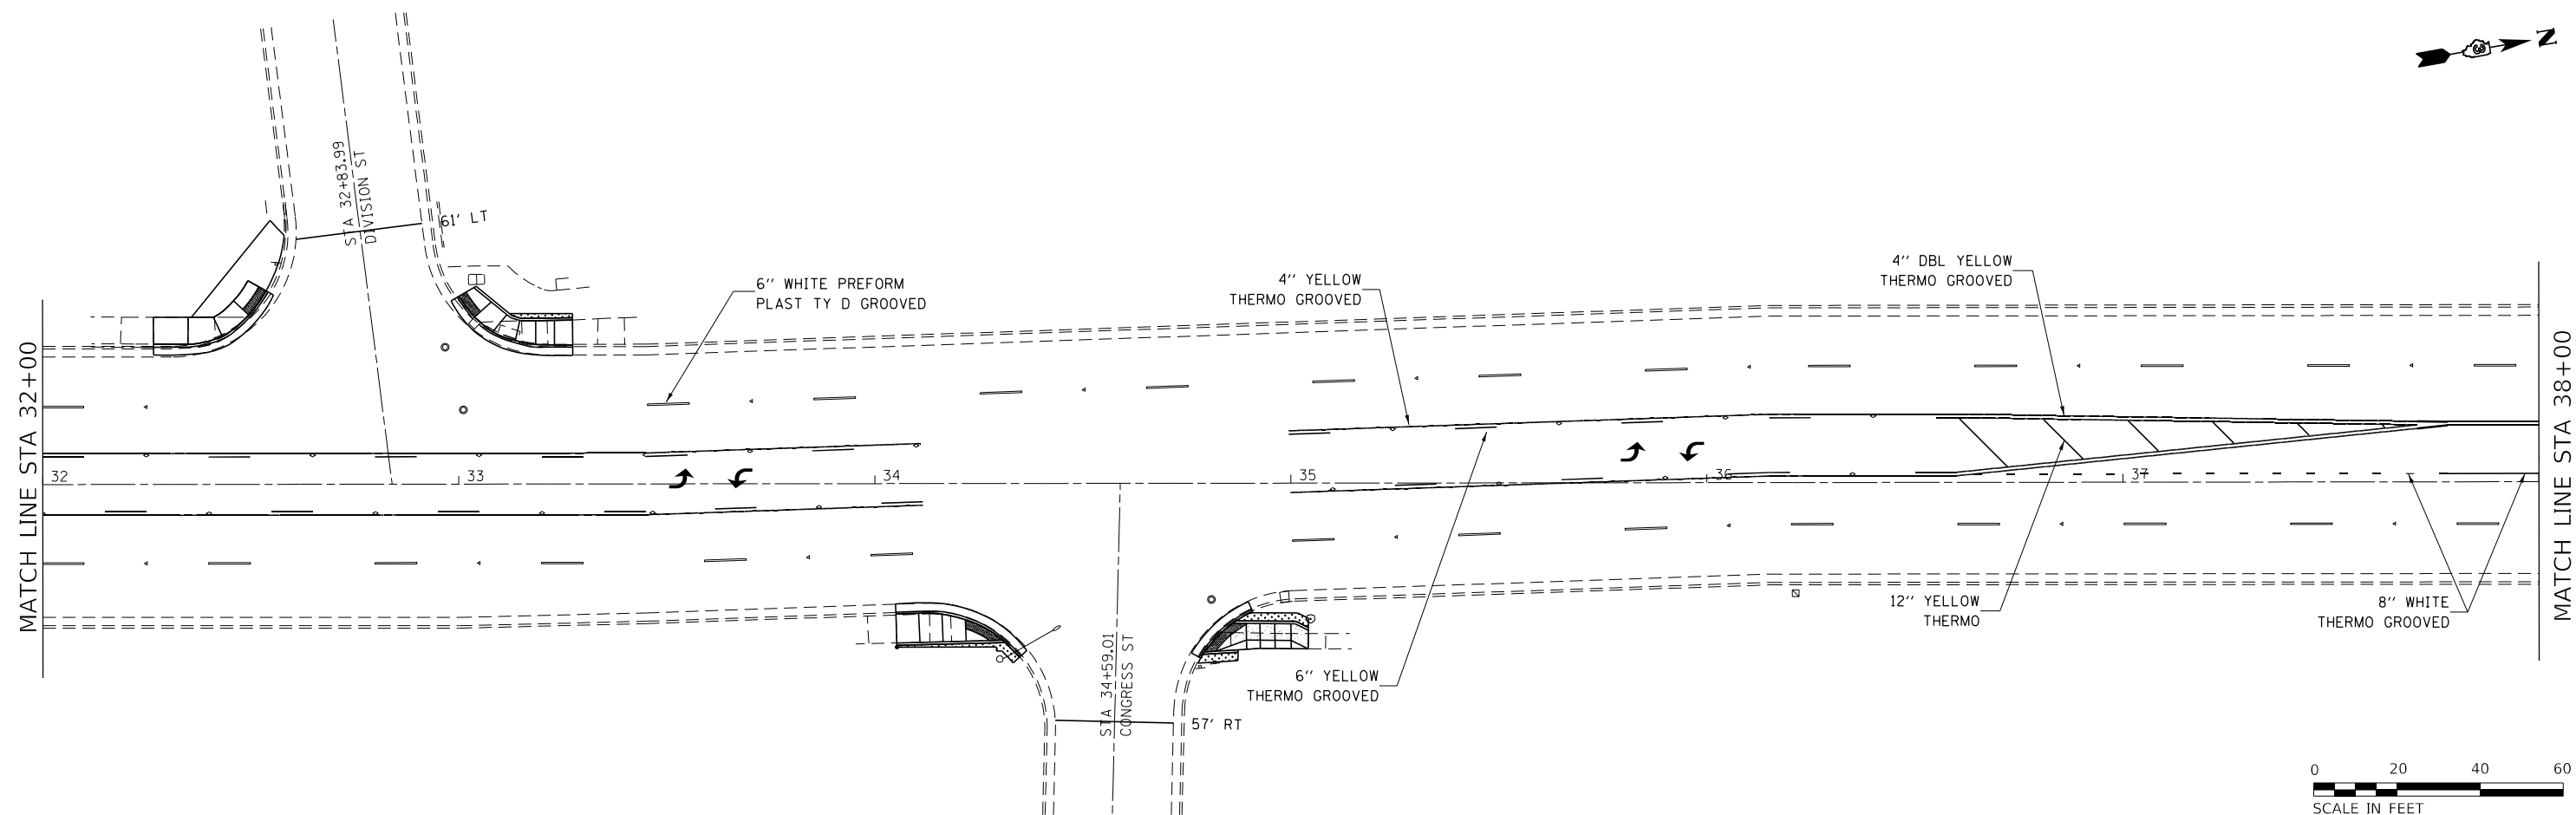 N
3
STA 32+83.99
DIVISION ST
61' LT
6'' WHITE PREFORM
PLAST TY D GROOVED
4'' YELLOW
THERMO GROOVED
4'' DBL YELLOW
THERMO GROOVED
MATCH LINE STA 32+00
32
33
34
35
36
37
MATCH LINE STA 38+00
12'' YELLOW
THERMO
8'' WHITE
THERMO GROOVED
6'' YELLOW
THERMO GROOVED
STA 34+59.01
CONGRESS ST
57' RT
0 20 40 60
SCALE IN FEET